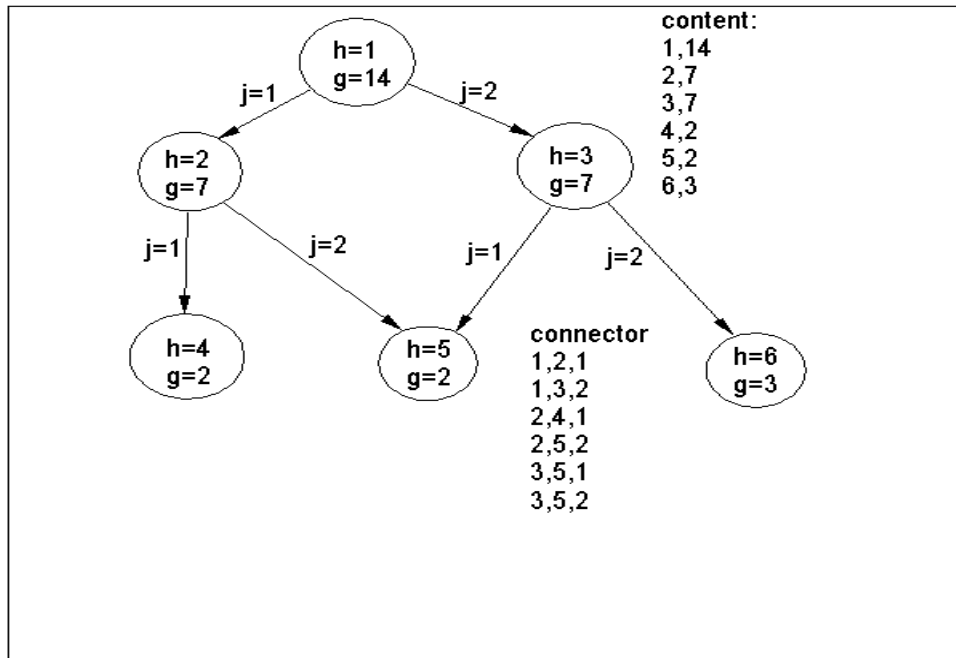 h=1
g=14
content:
1,14
2,7
3,7
4,2
5,2
6,3
j=1
j=2
h=2
g=7
h=3
g=7
j=1
j=2
j=1
j=2
h=4
g=2
h=5
g=2
h=6
g=3
connector
1,2,1
1,3,2
2,4,1
2,5,2
3,5,1
3,5,2